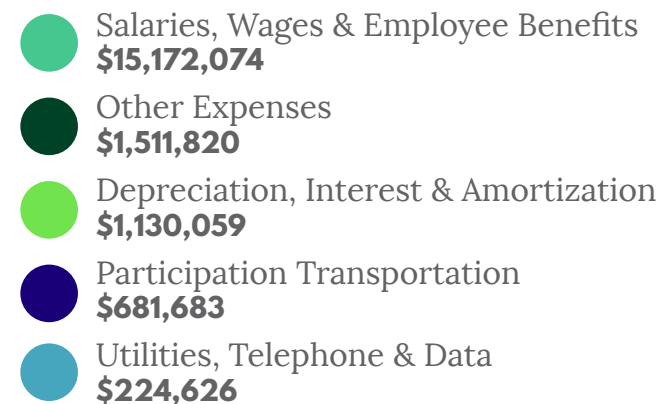 Salaries, Wages & Employee Benefits
$15,172,074
Other Expenses
$1,511,820
Depreciation, Interest & Amortization
$1,130,059
Participation Transportation
$681,683
Utilities, Telephone & Data
$224,626